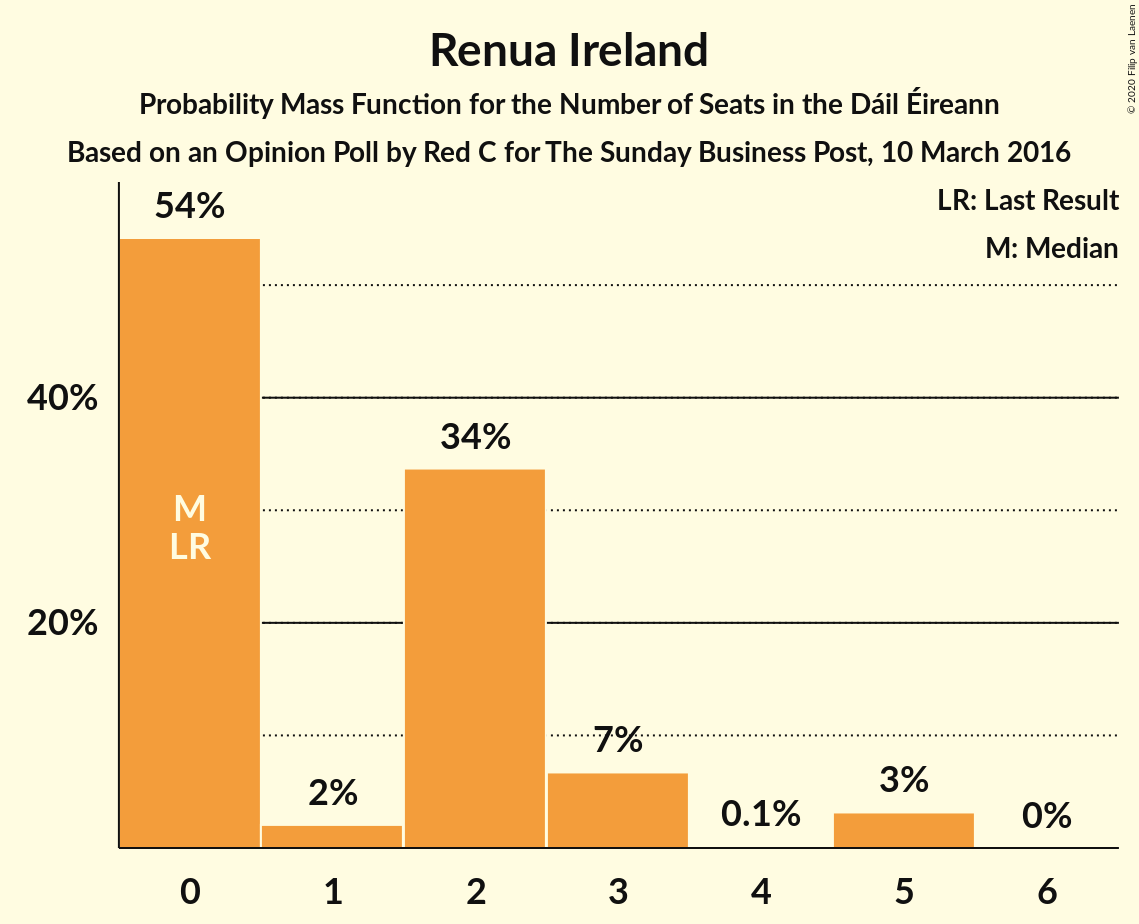 Renua Ireland
Probability Mass Function for the Number of Seats in the Dáil Éireann
Based on an Opinion Poll by Red C for The Sunday Business Post, 10 March 2016
© 2020 Filip van Laenen
LR: Last Result
M: Median
54%
40%
34%
M
LR
20%
7%
2%
3%
0.1%
0%
0 1 2 3 4 5 6